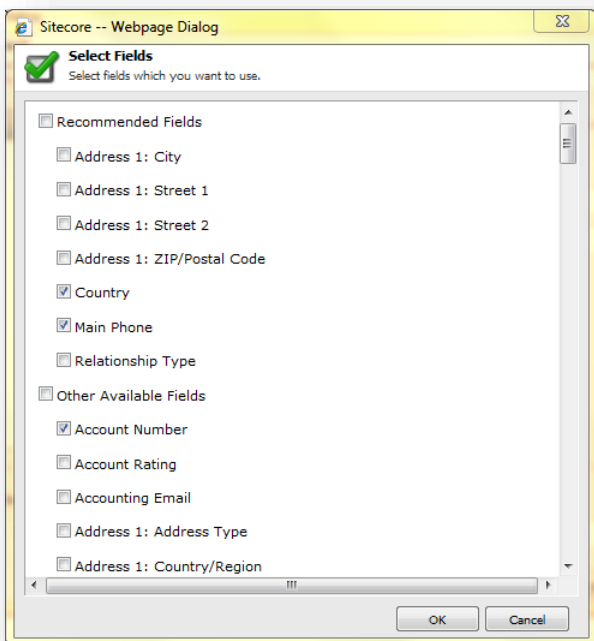 Sitecore -- Webpage Dialog
Select Fields
Select fields which you want to use.
Recommended Fields
Address 1: City
Address 1: Street 1
Address 1: Street 2
Address 1: ZIP/Postal Code
Country
Main Phone
Relationship Type
Other Available Fields
Account Number
Account Rating
Accounting Email
Address 1: Address Type
Address 1: Country/Region
OK
Cancel